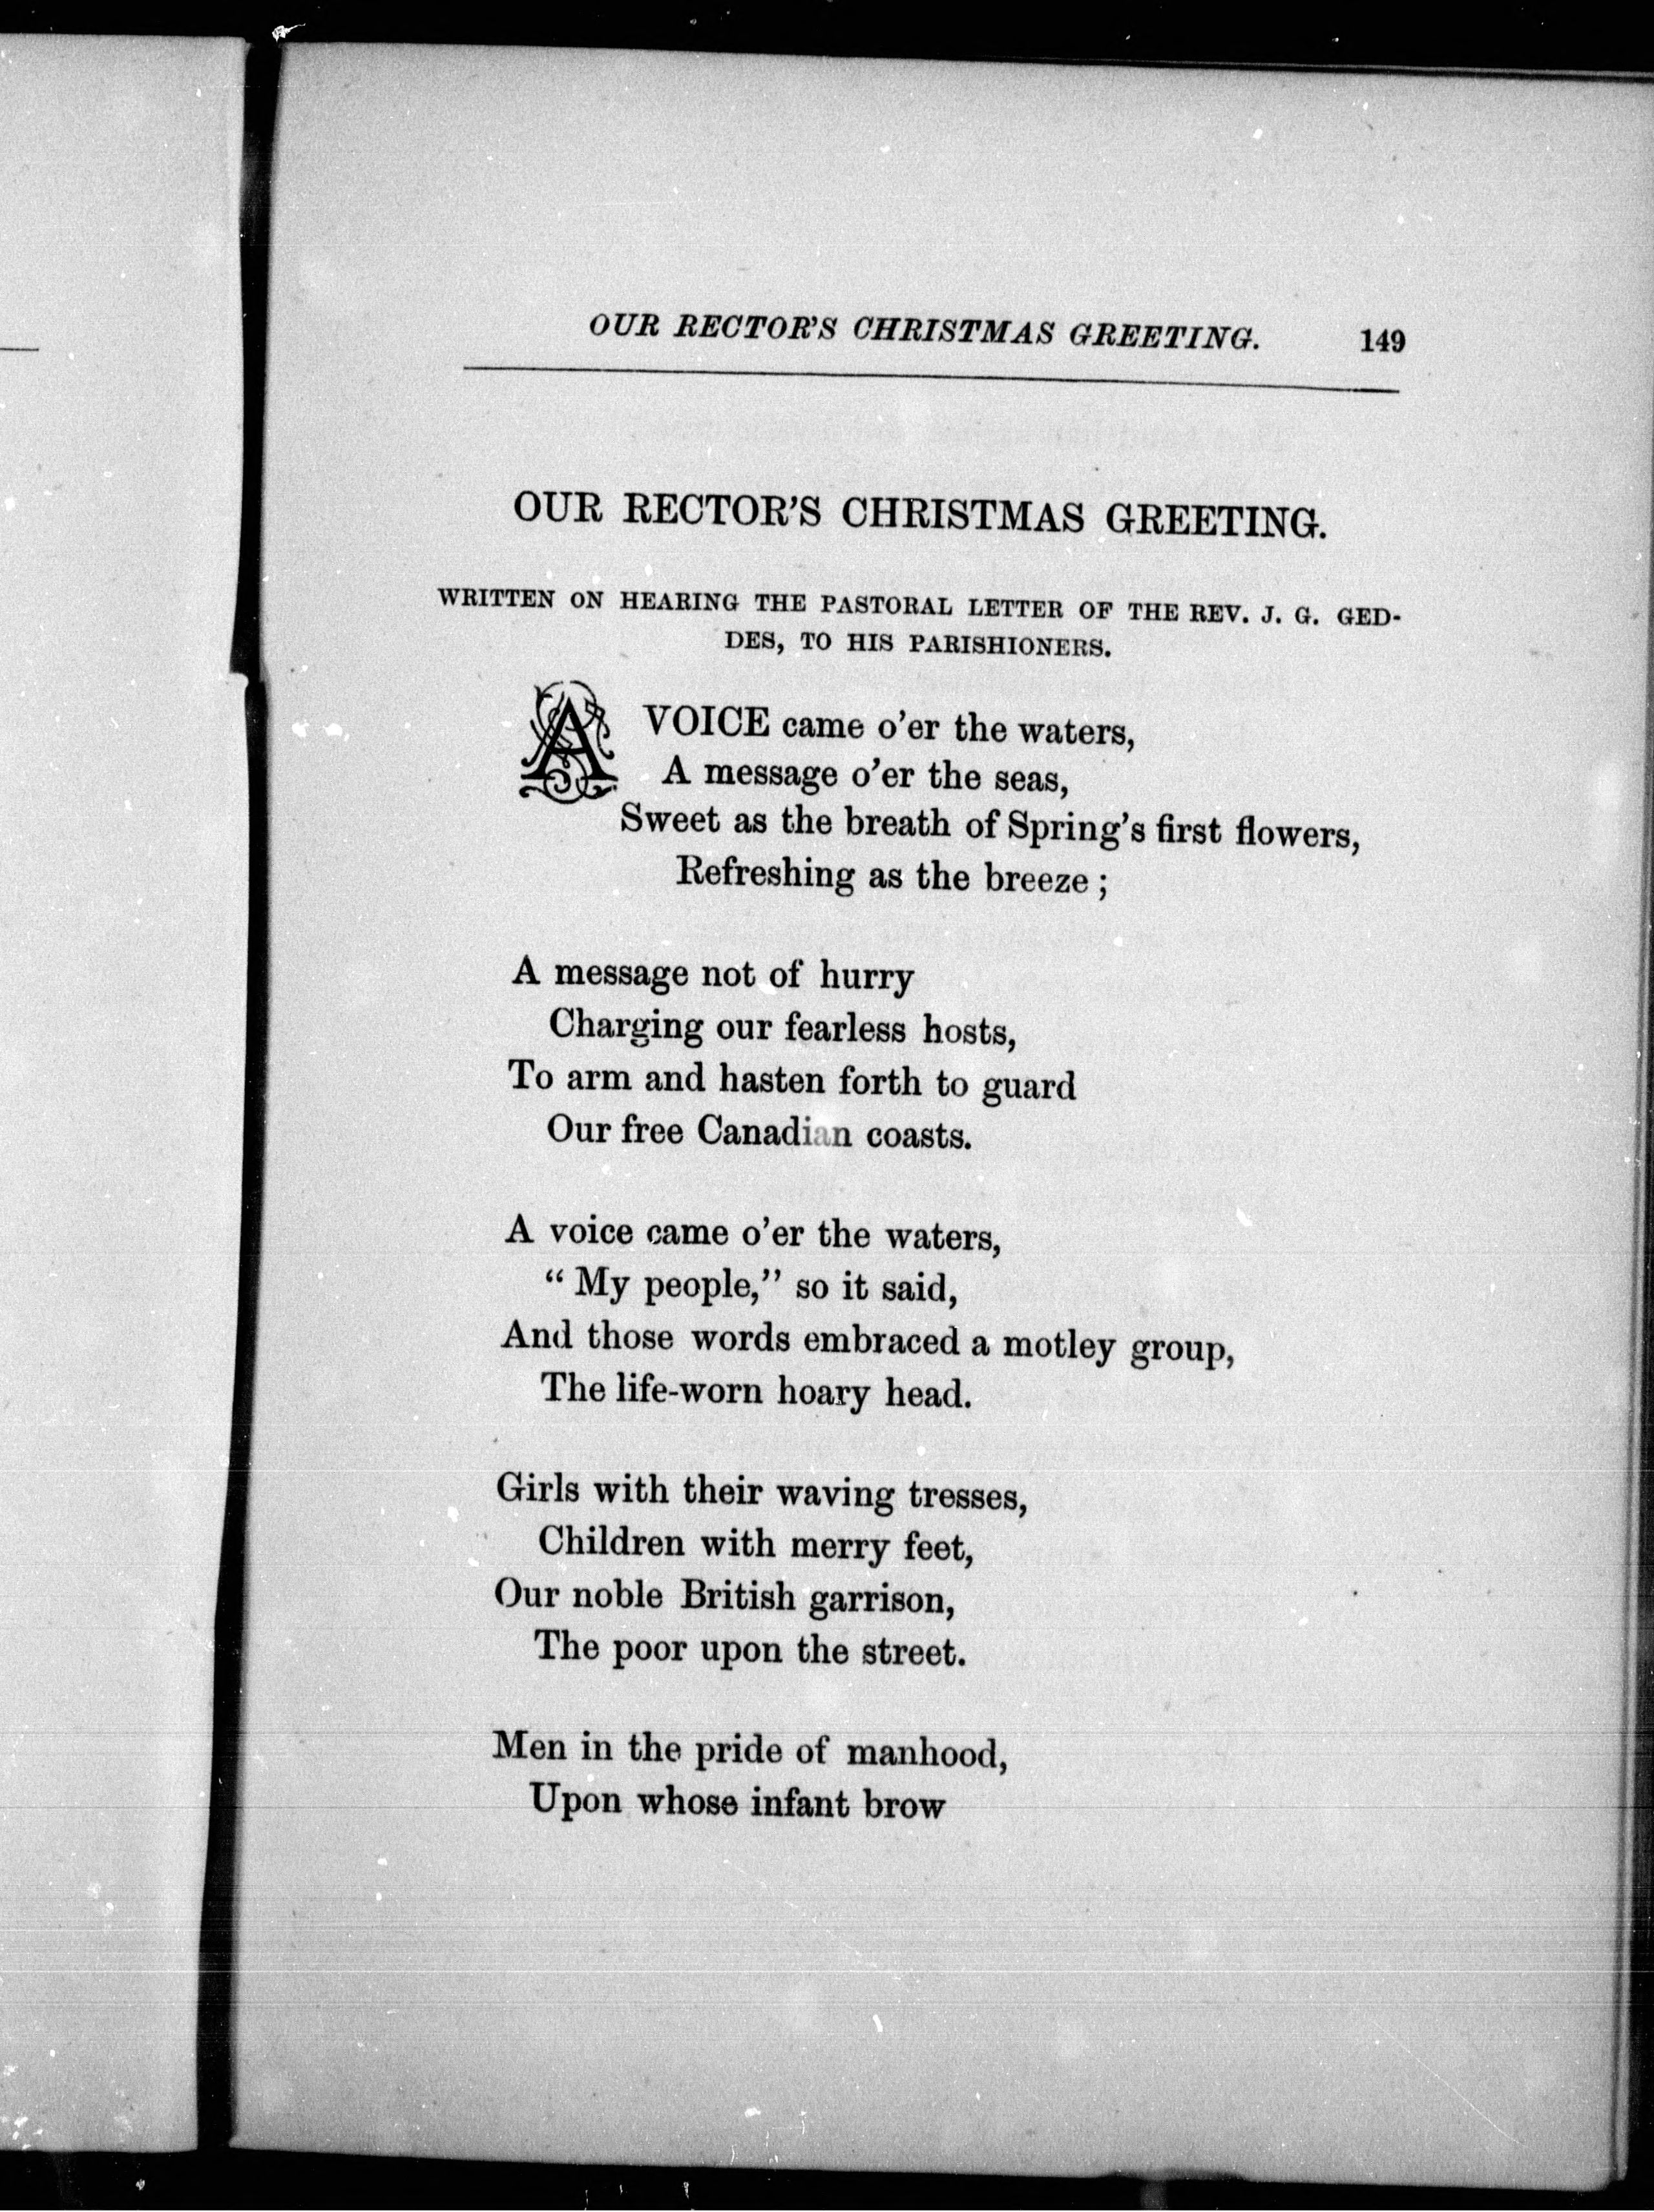 OUR RECTOR'S CHRISTMAS GREETING. 149
OUR RECTOR'S CHRISTMAS GREETING.
WRITTEN ON HEARING THE PASTORAL LETTER OF THE REV. J. G. GED-
DES, TO HIS PARISHIONERS.
A VOICE came o'er the waters,
A message o'er the seas,
Sweet as the breath of Spring's first flowers,
Refreshing as the breeze ;
A message not of hurry
Charging our fearless hosts,
To arm and hasten forth to guard
Our free Canadian coasts.
A voice came o'er the waters,
“ My people,” so it said,
And those words embraced a motley group,
The life-worn hoary head.
Girls with their waving tresses,
Children with merry feet,
Our noble British garrison,
The poor upon the street.
Men in the pride of manhood,
Upon whose infant brow